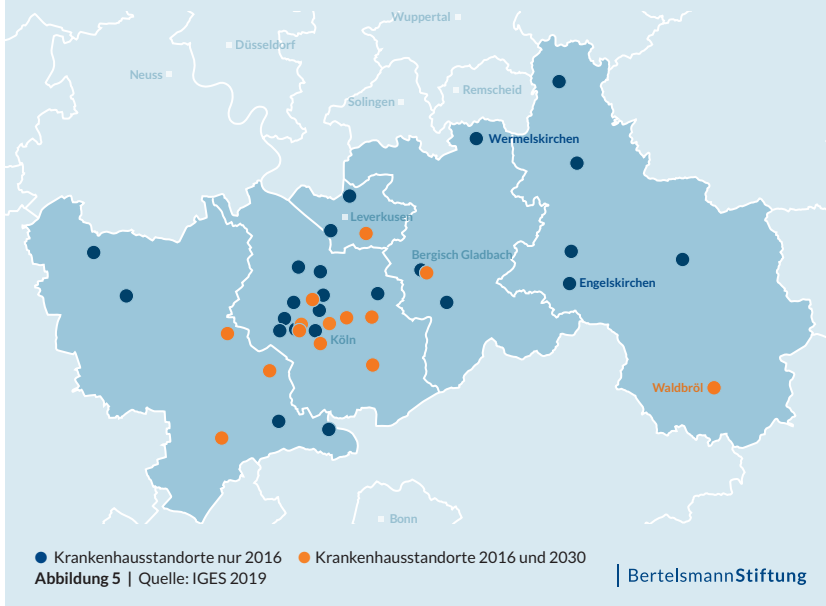 Wuppertal
Düsseldorf
Neuss
Remscheid
Solingen
Wermelskirchen
Leverkusen
Bergisch Gladbach
Engelskirchen
Köln
Waldbröl
Bonn
Krankenhausstandorte nur 2016 Krankenhausstandorte 2016 und 2030
Abbildung 5 | Quelle: IGES 2019
BertelsmannStiftung